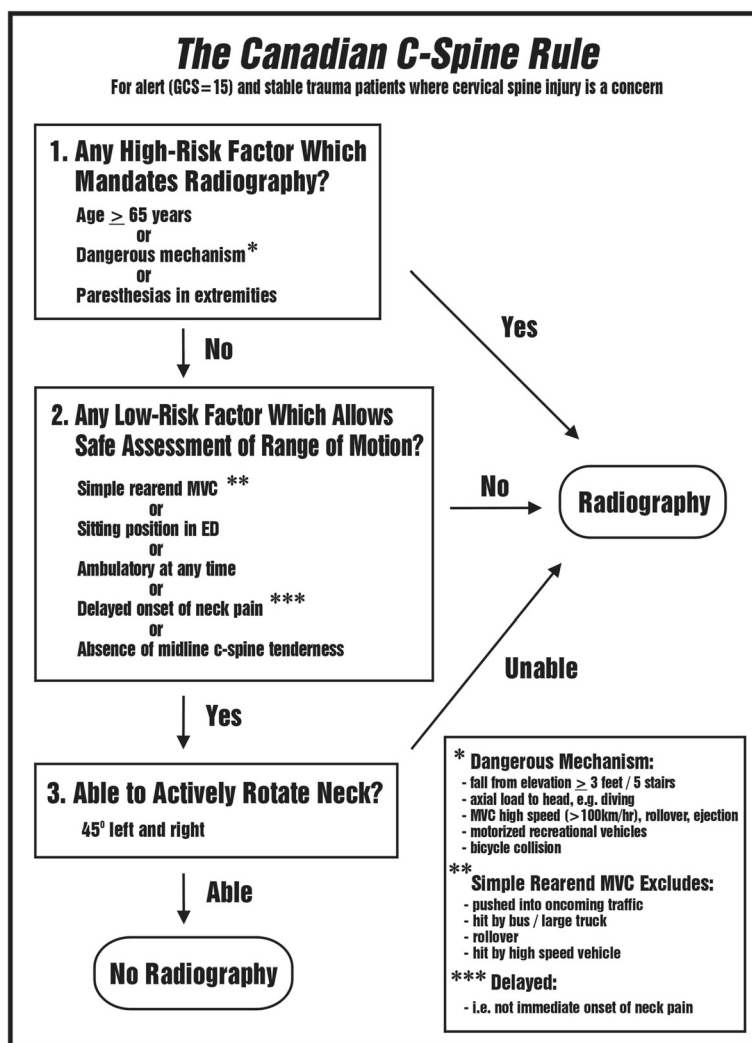 The Canadian C-Spine Rule
For alert (GCS=15) and stable trauma patients where cervical spine injury is a concern
1. Any High-Risk Factor Which
Mandates Radiography?
Age ≥ 65 years
or
Dangerous mechanism*
or
Paresthesias in extremities
Yes
No
2. Any Low-Risk Factor Which Allows
Safe Assessment of Range of Motion?
Simple rearend MVC **
or
Sitting position in ED
or
Ambulatory at any time
or
Delayed onset of neck pain ***
or
Absence of midline c-spine tenderness
No
Radiography
Yes
Unable
3. Able to Actively Rotate Neck?
45⁰ left and right
Able
No Radiography
* Dangerous Mechanism:
- fall from elevation ≥ 3 feet / 5 stairs
- axial load to head, e.g. diving
- MVC high speed (>100km/hr), rollover, ejection
- motorized recreational vehicles
- bicycle collision
** Simple Rearend MVC Excludes:
- pushed into oncoming traffic
- hit by bus / large truck
- rollover
- hit by high speed vehicle
*** Delayed:
- i.e. not immediate onset of neck pain